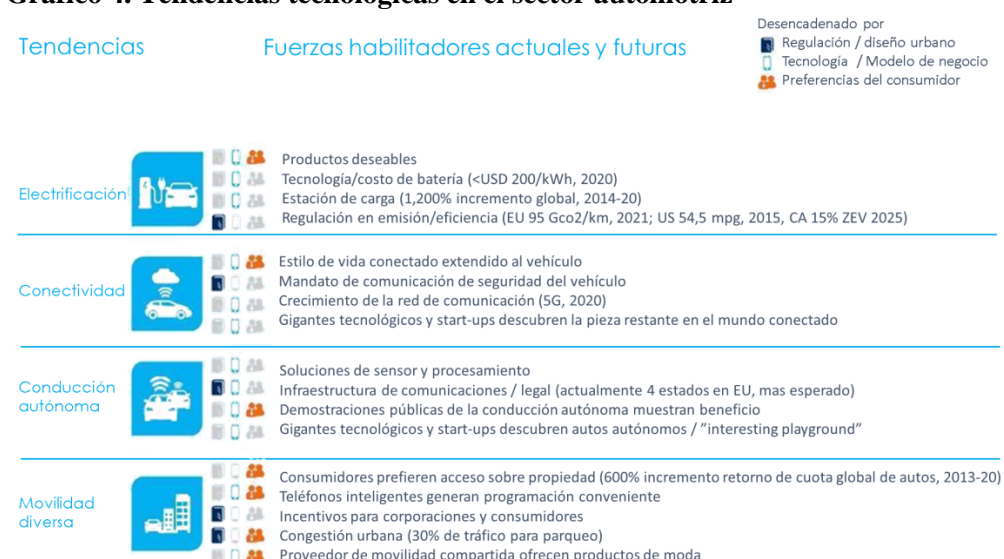 Gráfico 4. Tendencias tecnológicas en el sector automotriz
Tendencias
Fuerzas habilitadores actuales y futuras
Desencadenado por
Regulación / diseño urbano
Tecnología / Modelo de negocio
Preferencias del consumidor
Electrificación
Productos deseables
Tecnología/costo de batería (<USD 200/kWh, 2020)
Estación de carga (1,200% incremento global, 2014-20)
Regulación en emisión/eficiencia (EU 95 Gco2/km, 2021; US 54,5 mpg, 2015, CA 15% ZEV 2025)
Conectividad
Estilo de vida conectado extendido al vehículo
Mandato de comunicación de seguridad del vehículo
Crecimiento de la red de comunicación (5G, 2020)
Gigantes tecnológicos y start-ups descubren la pieza restante en el mundo conectado
Conducción
autónoma
Soluciones de sensor y procesamiento
Infraestructura de comunicaciones / legal (actualmente 4 estados en EU, mas esperado)
Demostraciones públicas de la conducción autónoma muestran beneficio
Gigantes tecnológicos y start-ups descubren autos autónomos / ”interesting playground”
Movilidad
diversa
Consumidores prefieren acceso sobre propiedad (600% incremento retorno de cuota global de autos, 2013-20)
Teléfonos inteligentes generan programación conveniente
Incentivos para corporaciones y consumidores
Congestión urbana (30% de tráfico para parqueo)
Proveedor de movilidad compartida ofrecen productos de moda